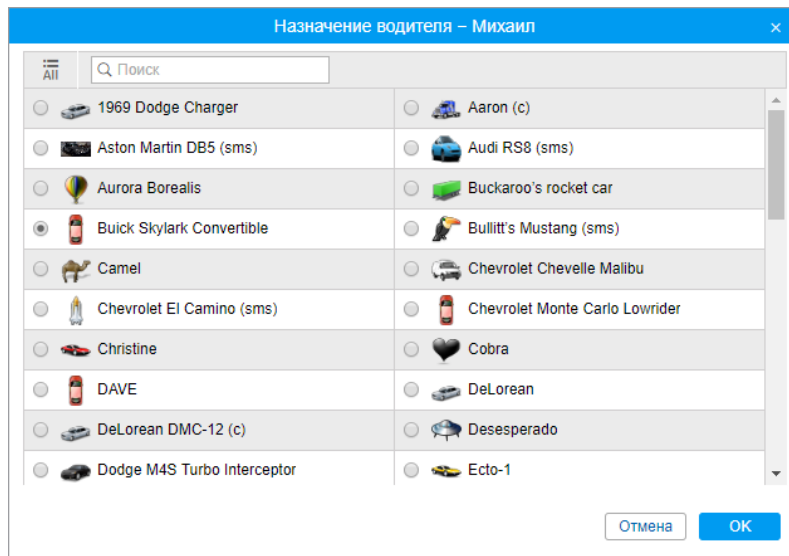 Назначение водителя – Михаил
×
All
Поиск
1969 Dodge Charger
Aaron (c)
Aston Martin DB5 (sms)
Audi RS8 (sms)
Aurora Borealis
Buckaroo's rocket car
Buick Skylark Convertible
Bullitt's Mustang (sms)
Camel
Chevrolet Chevelle Malibu
Chevrolet El Camino (sms)
Chevrolet Monte Carlo Lowrider
Christine
Cobra
DAVE
DeLorean
DeLorean DMC-12 (c)
Desesperado
Dodge M4S Turbo Interceptor
Ecto-1
Отмена
OK